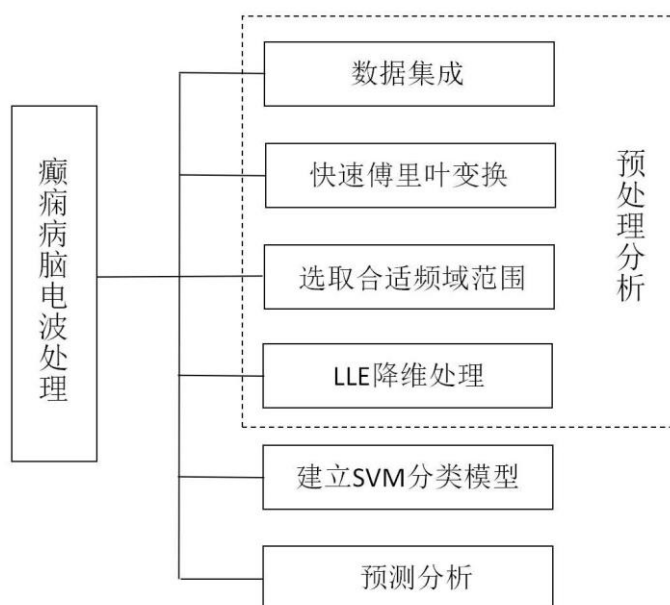 癫痫病脑电波处理
数据集成
快速傅里叶变换
选取合适频域范围
LLE降维处理
建立SVM分类模型
预测分析
预处理分析